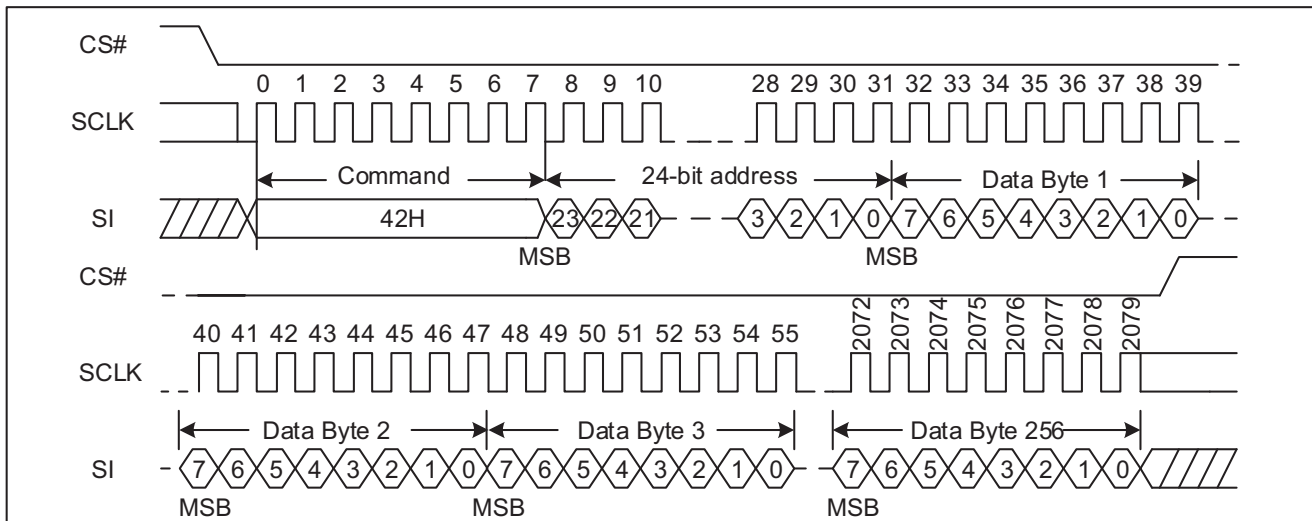 CS#
0 1 2 3 4 5 6 7 8 9 10 28 29 30 31 32 33 34 35 36 37 38 39
SCLK
Command 24-bit address Data Byte 1
SI 42H 23 22 21 3 2 1 0 7 6 5 4 3 2 1 0
MSB MSB
CS#
40 41 42 43 44 45 46 47 48 49 50 51 52 53 54 55 2072 2073 2074 2075 2076 2077 2078 2079
SCLK
Data Byte 2 Data Byte 3 Data Byte 256
SI 7 6 5 4 3 2 1 0 7 6 5 4 3 2 1 0 7 6 5 4 3 2 1 0
MSB MSB MSB